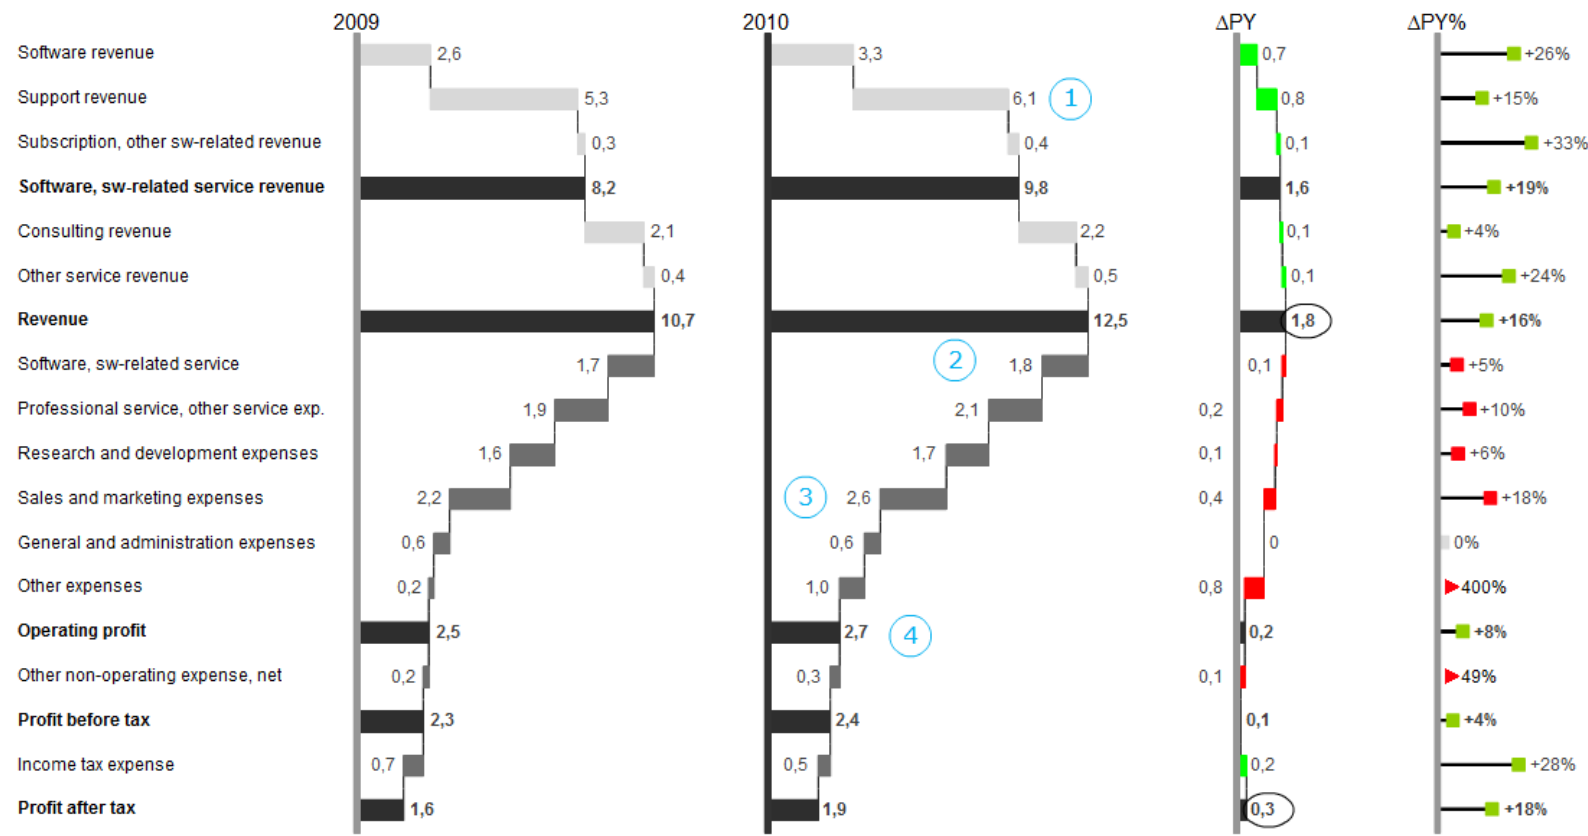 2009 2010 ΔPY ΔPY%
Software revenue 2,6 3,3 0,7 +26%
Support revenue 5,3 6,1 1 0,8 +15%
Subscription, other sw-related revenue 0,3 0,4 0,1 +33%
Software, sw-related service revenue 8,2 9,8 1,6 +19%
Consulting revenue 2,1 2,2 0,1 +4%
Other service revenue 0,4 0,5 0,1 +24%
Revenue 10,7 12,5 1,8 +16%
Software, sw-related service 1,7 2 1,8 0,1 +5%
Professional service, other service exp. 1,9 2,1 0,2 +10%
Research and development expenses 1,6 1,7 0,1 +6%
Sales and marketing expenses 2,2 3 2,6 0,4 +18%
General and administration expenses 0,6 0,6 0 0%
Other expenses 0,2 1,0 0,8 400%
Operating profit 2,5 2,7 4 0,2 +8%
Other non-operating expense, net 0,2 0,3 0,1 49%
Profit before tax 2,3 2,4 0,1 +4%
Income tax expense 0,7 0,5 0,2 +28%
Profit after tax 1,6 1,9 0,3 +18%